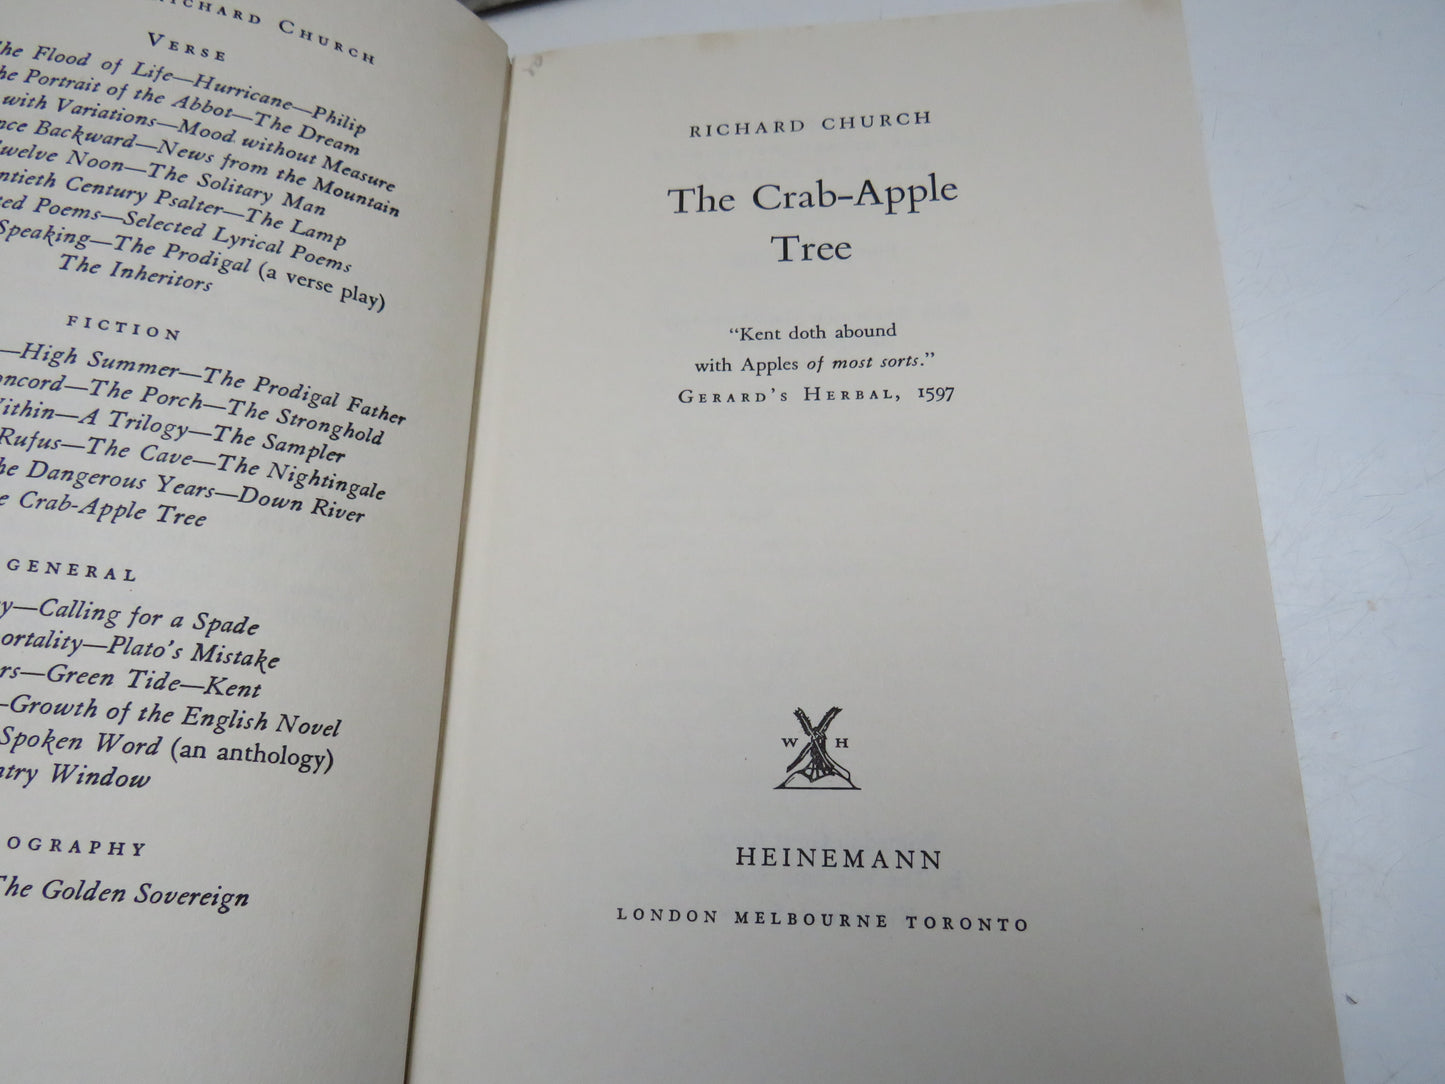 RICHARD CHURCH
VERSE
The Flood of Life—Hurricane—Philip
The Portrait of the Abbot—The Dream
with Variations—Mood without Measure
Backward—News from the Mountain
Twelve Noon—The Solitary Man
Century Psalter—The Lamp
Poems—Selected Lyrical Poems
Speaking—The Prodigal (a verse play)
The Inheritors
FICTION
—High Summer—The Prodigal Father
—The Porch—The Stronghold
Within—A Trilogy—The Sampler
Rufus—The Cave—The Nightingale
The Dangerous Years—Down River
Crab-Apple Tree
GENERAL
—Calling for a Spade
—Plato's Mistake
—Green Tide—Kent
—Growth of the English Novel
Spoken Word (an anthology)
Window
OGRAPHY
The Golden Sovereign
RICHARD CHURCH
The Crab-Apple
Tree
"Kent doth abound
with Apples of most sorts."
GERARD'S HERBAL, 1597
W H
HEINEMANN
LONDON MELBOURNE TORONTO